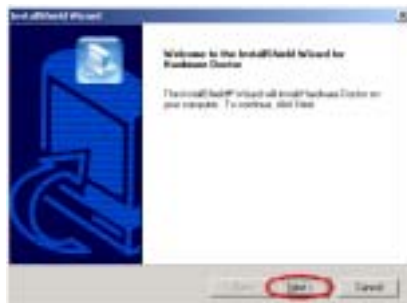 InstallShield Wizard
Welcome to the InstallShield Wizard for
Hardware Doctor
The InstallShield® Wizard will install Hardware Doctor on
your computer. To continue, click Next.
< Back
Next >
Cancel